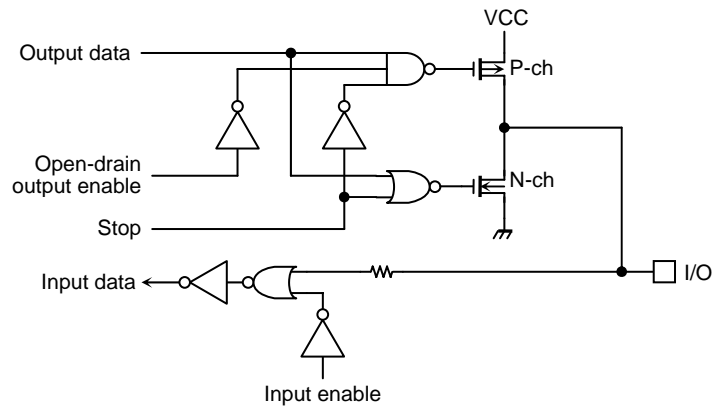 VCC
Output data
P-ch
Open-drain
output enable
N-ch
Stop
Input data
I/O
Input enable